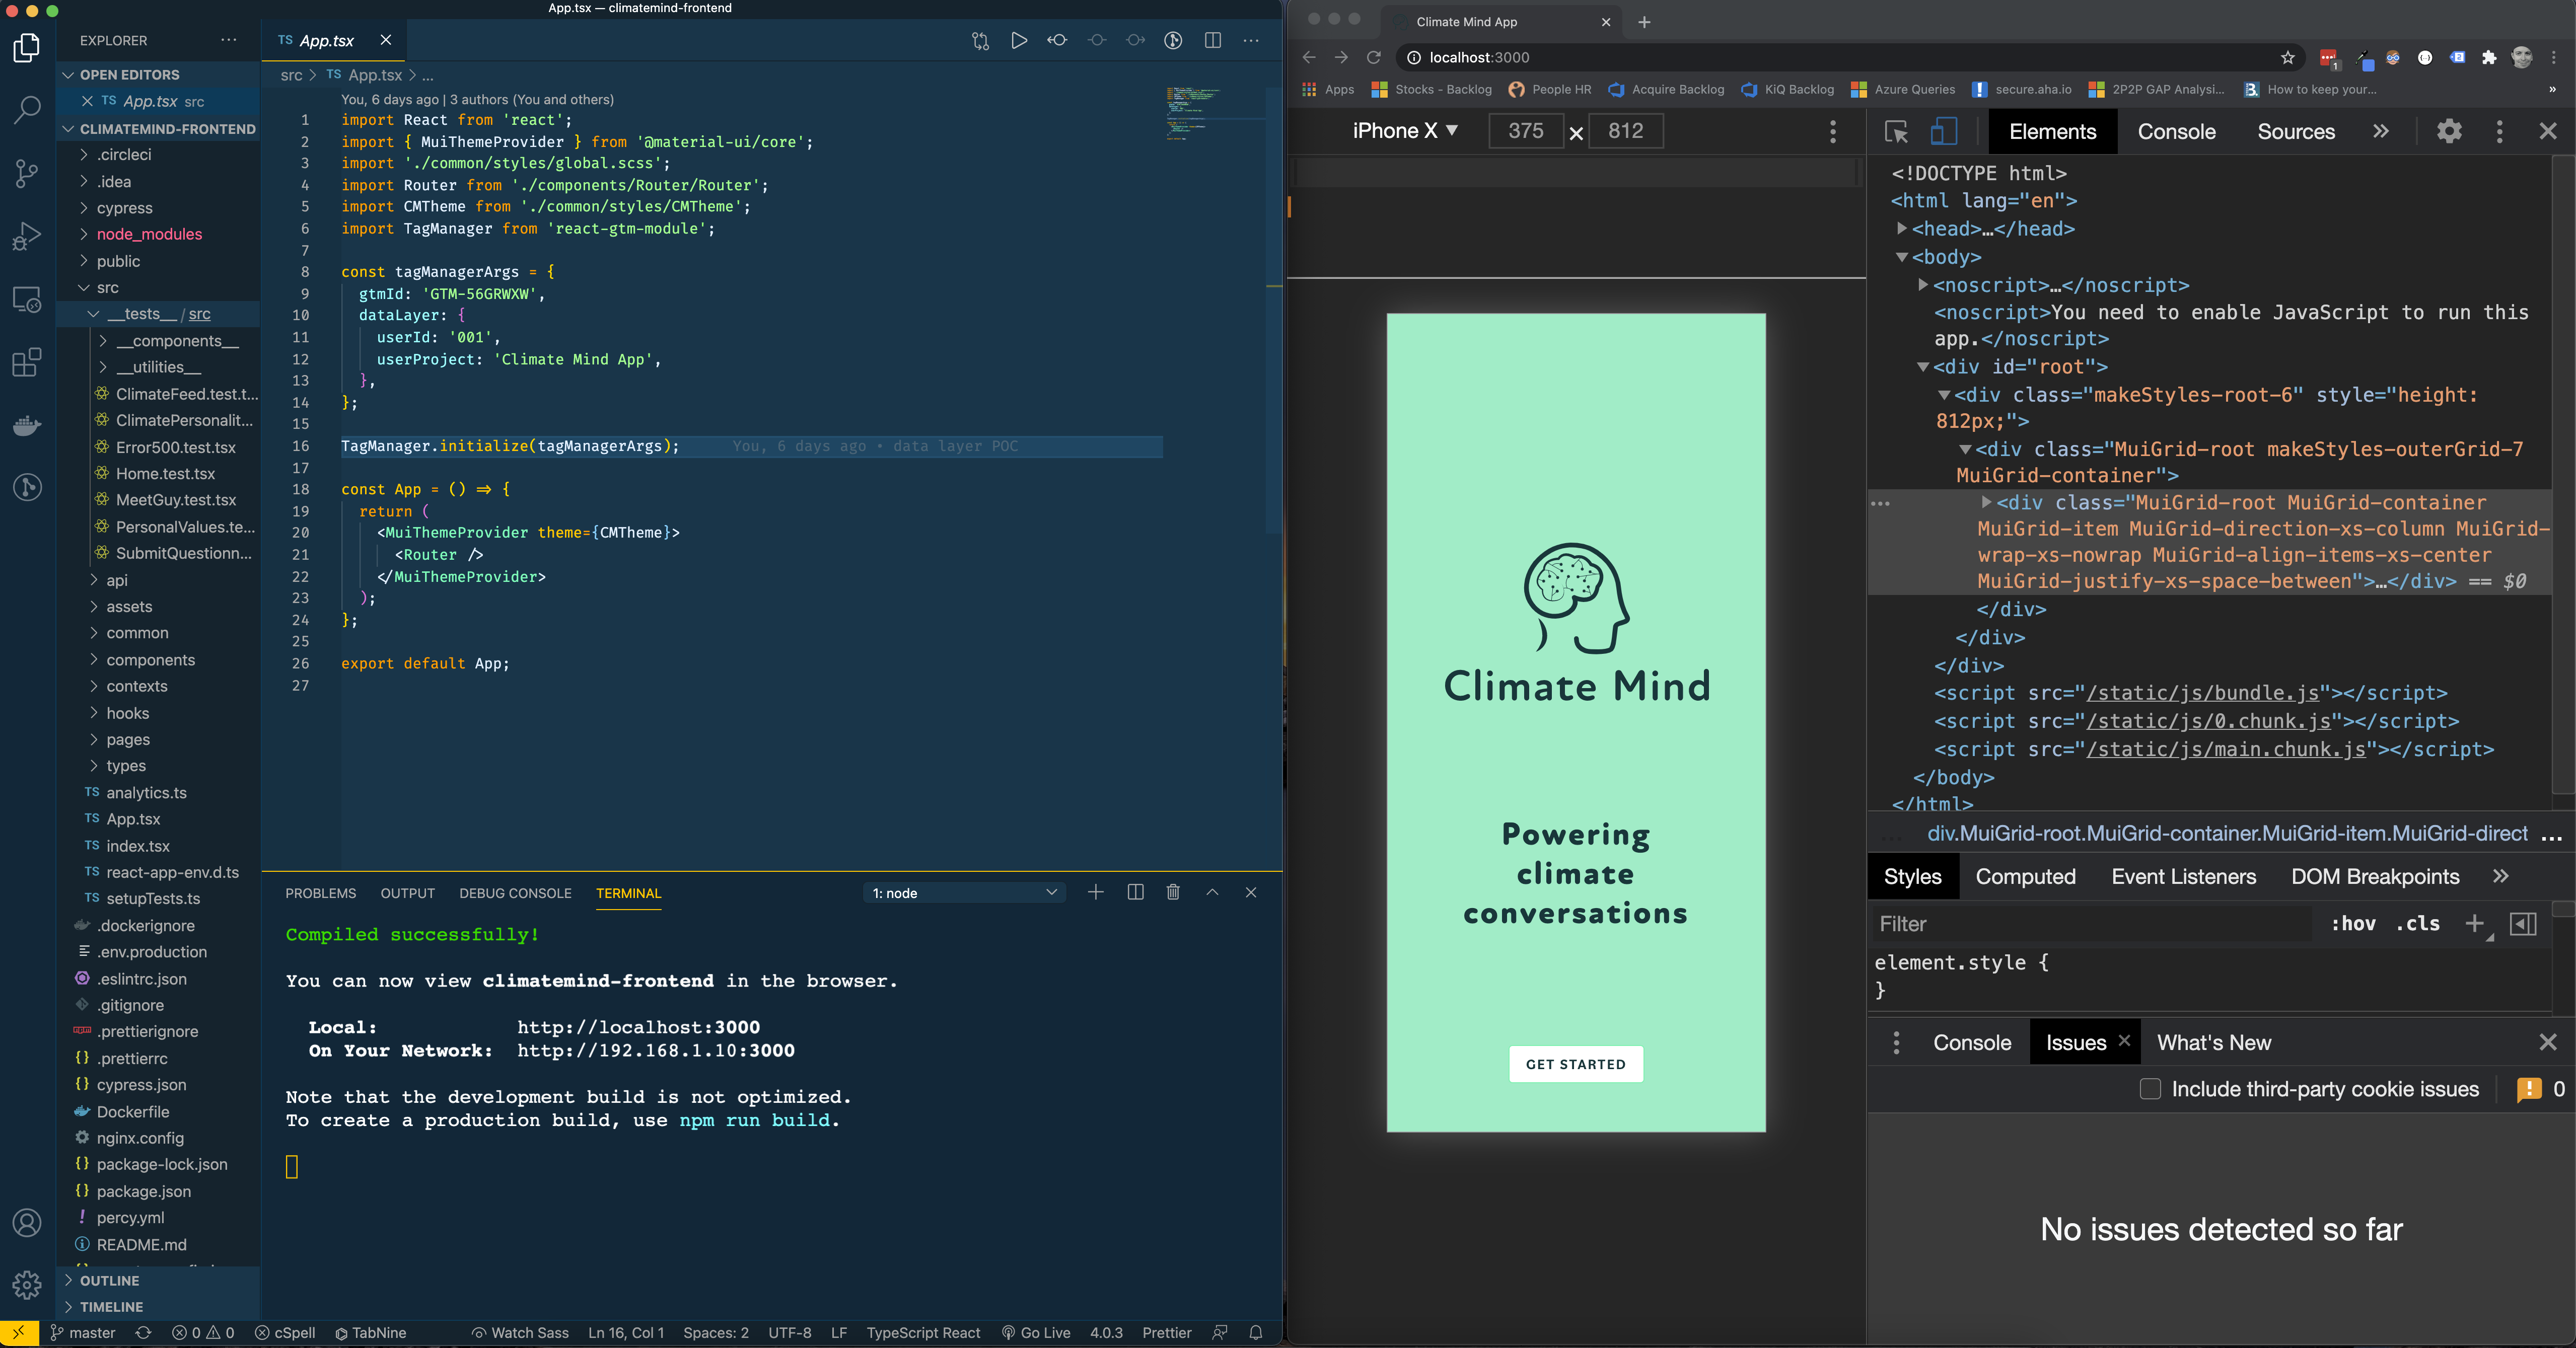 App.tsx — climatemind-frontend
EXPLORER
OPEN EDITORS
TS App.tsx src
CLIMATEMIND-FRONTEND
.circleci
.idea
cypress
node_modules
public
src
__tests__ / src
__components__
__utilities__
ClimateFeed.test.t...
ClimatePersonalit...
Error500.test.tsx
Home.test.tsx
MeetGuy.test.tsx
PersonalValues.te...
SubmitQuestionn...
api
assets
common
components
contexts
hooks
pages
types
TS analytics.ts
TS App.tsx
TS index.tsx
TS react-app-env.d.ts
TS setupTests.ts
.dockerignore
.env.production
.eslintrc.json
.gitignore
.prettierignore
{} .prettierrc
{} cypress.json
Dockerfile
nginx.config
{} package-lock.json
{} package.json
! percy.yml
README.md
OUTLINE
TIMELINE
TS App.tsx
src > TS App.tsx > ...
You, 6 days ago | 3 authors (You and others)
1 import React from 'react';
2 import { MuiThemeProvider } from '@material-ui/core';
3 import './common/styles/global.scss';
4 import Router from './components/Router/Router';
5 import CMTheme from './common/styles/CMTheme';
6 import TagManager from 'react-gtm-module';
7
8 const tagManagerArgs = {
9 gtmId: 'GTM-56GRWXW',
10 dataLayer: {
11 userId: '001',
12 userProject: 'Climate Mind App',
13 },
14 };
15
16 TagManager.initialize(tagManagerArgs); You, 6 days ago • data layer POC
17
18 const App = () => {
19 return (
20 <MuiThemeProvider theme={CMTheme}>
21 <Router />
22 </MuiThemeProvider>
23 );
24 };
25
26 export default App;
27
PROBLEMS OUTPUT DEBUG CONSOLE TERMINAL 1: node
Compiled successfully!
You can now view climatemind-frontend in the browser.
Local: http://localhost:3000
On Your Network: http://192.168.1.10:3000
Note that the development build is not optimized.
To create a production build, use npm run build.
master 0 0 cSpell TabNine Watch Sass Ln 16, Col 1 Spaces: 2 UTF-8 LF TypeScript React Go Live 4.0.3 Prettier
Climate Mind App
localhost:3000
Apps Stocks - Backlog People HR Acquire Backlog KiQ Backlog Azure Queries secure.aha.io 2P2P GAP Analysi... How to keep your... »
iPhone X 375 × 812
Climate Mind
Powering
climate
conversations
GET STARTED
Elements Console Sources »
<!DOCTYPE html>
<html lang="en">
<head>…</head>
<body>
<noscript>…</noscript>
<noscript>You need to enable JavaScript to run this
app.</noscript>
<div id="root">
<div class="makeStyles-root-6" style="height:
812px;">
<div class="MuiGrid-root makeStyles-outerGrid-7
MuiGrid-container">
<div class="MuiGrid-root MuiGrid-container
MuiGrid-item MuiGrid-direction-xs-column MuiGrid-
wrap-xs-nowrap MuiGrid-align-items-xs-center
MuiGrid-justify-xs-space-between">…</div> == $0
</div>
</div>
</div>
<script src="/static/js/bundle.js"></script>
<script src="/static/js/0.chunk.js"></script>
<script src="/static/js/main.chunk.js"></script>
</body>
</html>
... div.MuiGrid-root.MuiGrid-container.MuiGrid-item.MuiGrid-direct ...
Styles Computed Event Listeners DOM Breakpoints »
Filter :hov .cls +
element.style {
}
Console Issues What's New
Include third-party cookie issues 0
No issues detected so far